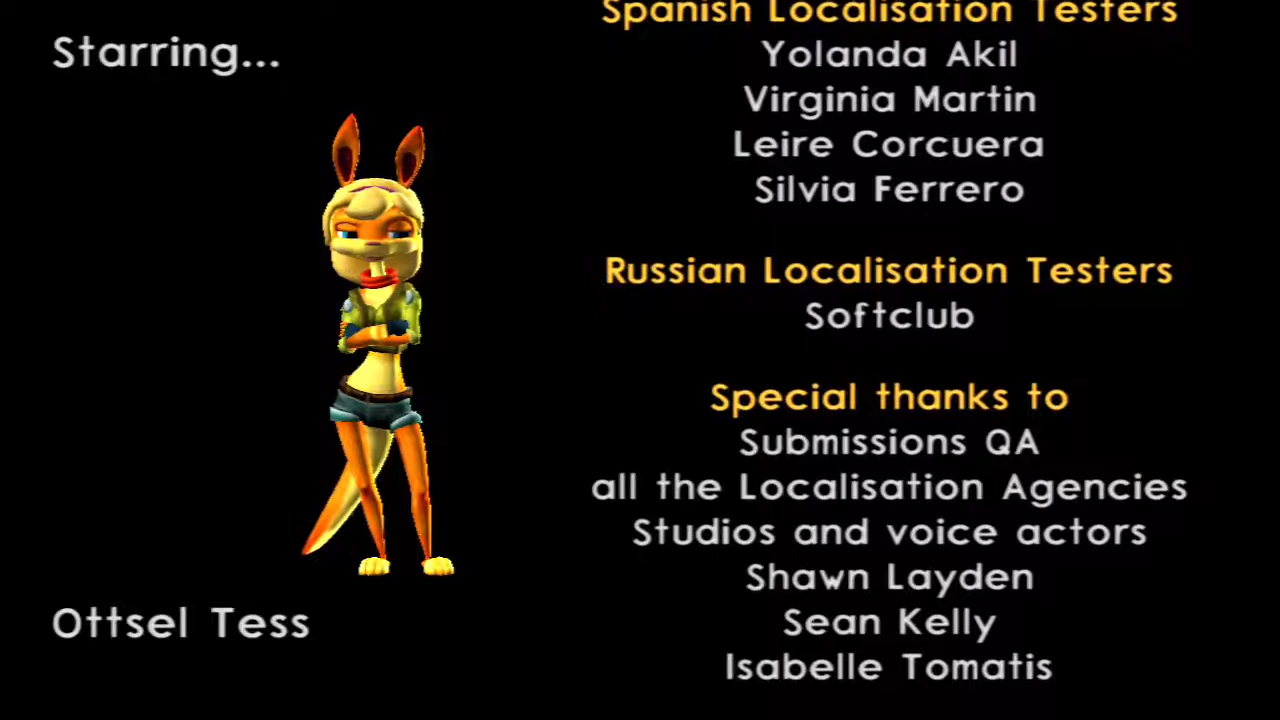 Starring...
Ottsel Tess
Spanish Localisation Testers
Yolanda Akil
Virginia Martin
Leire Corcuera
Silvia Ferrero
Russian Localisation Testers
Softclub
Special thanks to
Submissions QA
all the Localisation Agencies
Studios and voice actors
Shawn Layden
Sean Kelly
Isabelle Tomatis